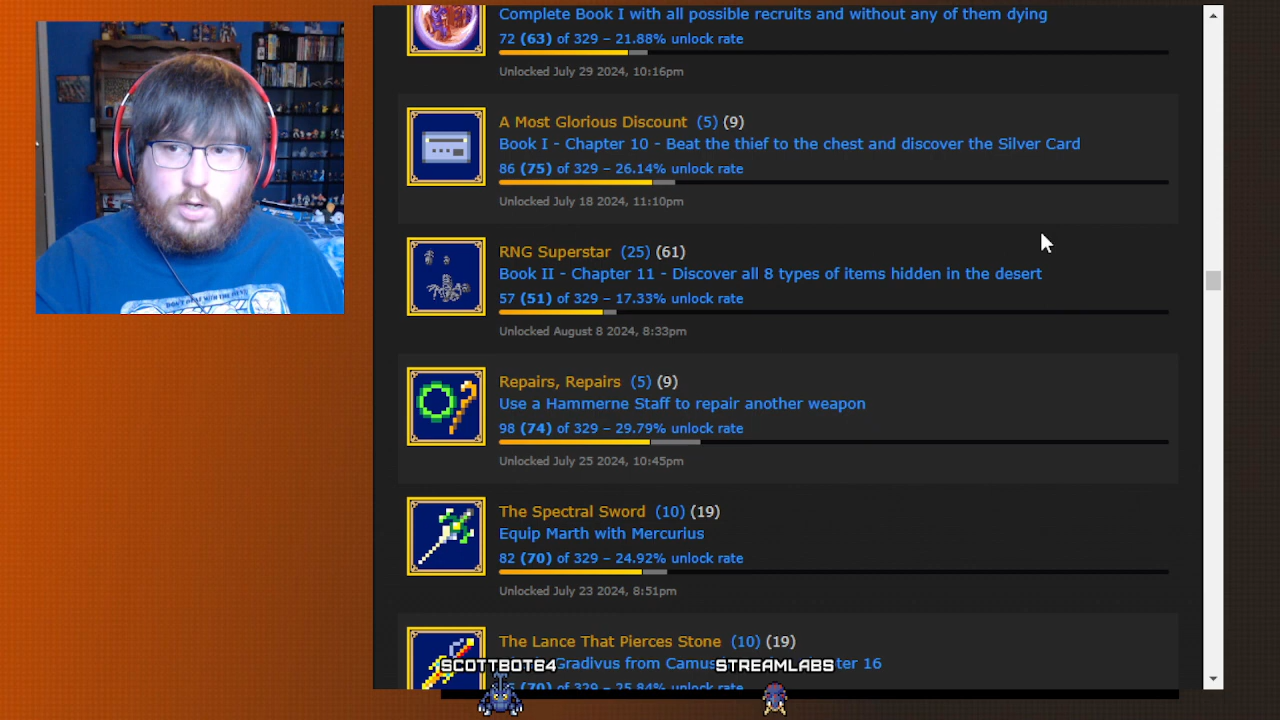 Complete Book I with all possible recruits and without any of them dying
72 (63) of 329 – 21.88% unlock rate
Unlocked July 29 2024, 10:16pm
A Most Glorious Discount (5) (9)
Book I - Chapter 10 - Beat the thief to the chest and discover the Silver Card
86 (75) of 329 – 26.14% unlock rate
Unlocked July 18 2024, 11:10pm
RNG Superstar (25) (61)
Book II - Chapter 11 - Discover all 8 types of items hidden in the desert
57 (51) of 329 – 17.33% unlock rate
Unlocked August 8 2024, 8:33pm
Repairs, Repairs (5) (9)
Use a Hammerne Staff to repair another weapon
98 (74) of 329 – 29.79% unlock rate
Unlocked July 25 2024, 10:45pm
The Spectral Sword (10) (19)
Equip Marth with Mercurius
82 (70) of 329 – 24.92% unlock rate
Unlocked July 23 2024, 8:51pm
The Lance That Pierces Stone (10) (19)
Gradivus from Camus 16
SCOTTBOT64 STREAMLABS
(70) of 329 – 25.84% unlock rate